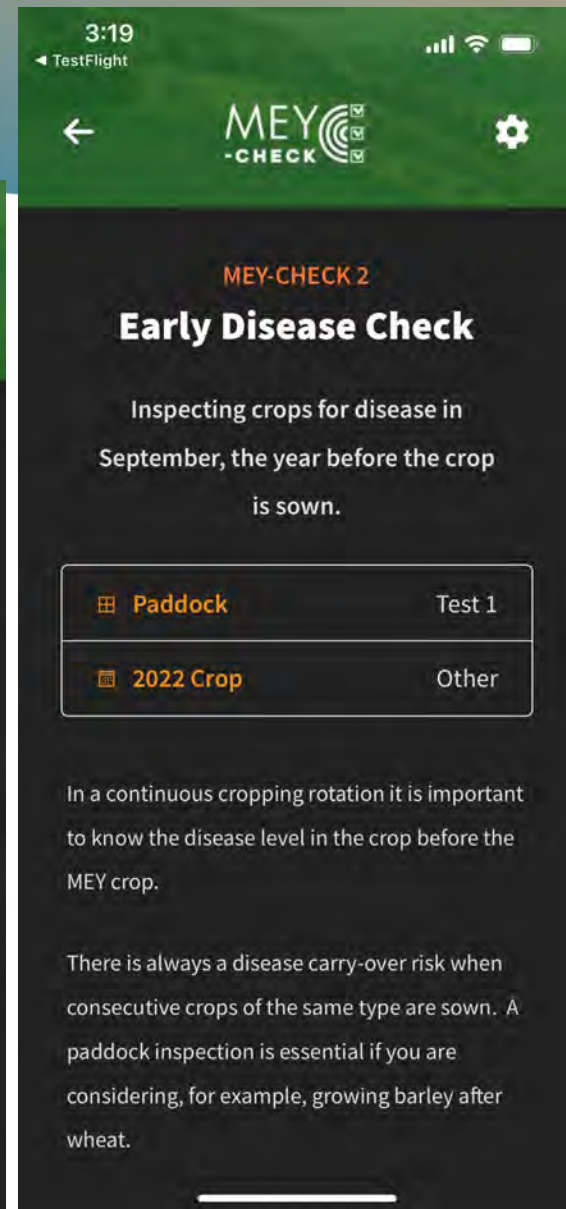 3:19
◀ TestFlight
MEY
-CHECK
MEY-CHECK 2
Early Disease Check
Inspecting crops for disease in
September, the year before the crop
is sown.
Paddock Test 1
2022 Crop Other
In a continuous cropping rotation it is important
to know the disease level in the crop before the
MEY crop.
There is always a disease carry-over risk when
consecutive crops of the same type are sown. A
paddock inspection is essential if you are
considering, for example, growing barley after
wheat.